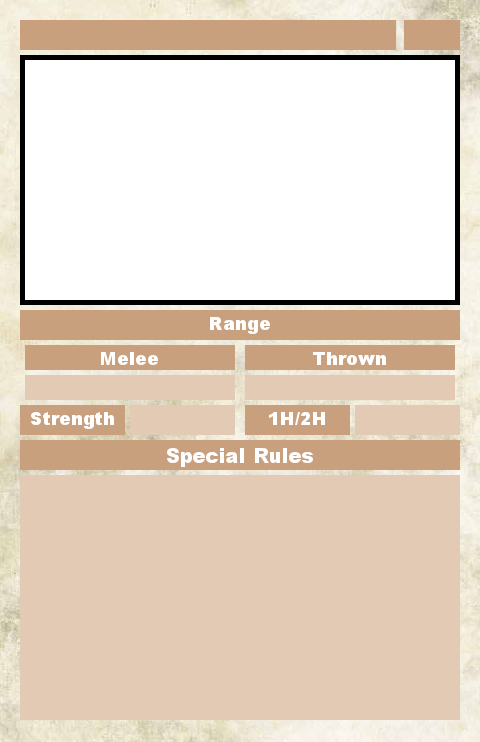 Range
Melee
Thrown
Strength
1H/2H
Special Rules